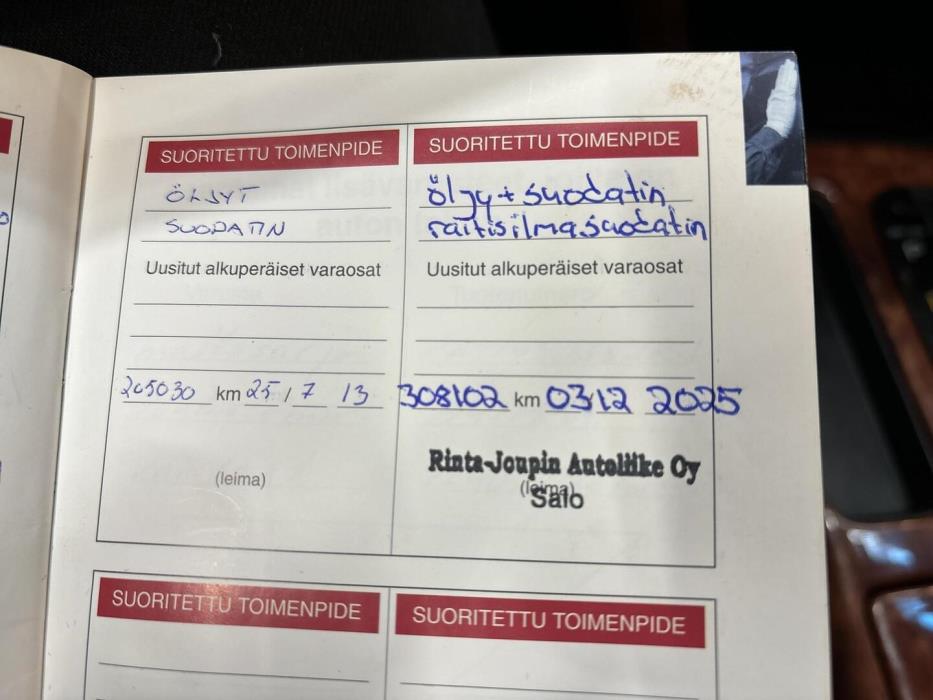 SUORITETTU TOIMENPIDE
ÖLJYT
SUODATIN
Uusitut alkuperäiset varaosat
205030 km 25 / 7 13
(leima)
SUORITETTU TOIMENPIDE
öljy + suodatin.
raitisilmasuodatin
Uusitut alkuperäiset varaosat
308102 km 03 12 2025
Rinta-Joupin Autoliike Oy
(leima)
Salo
SUORITETTU TOIMENPIDE
SUORITETTU TOIMENPIDE